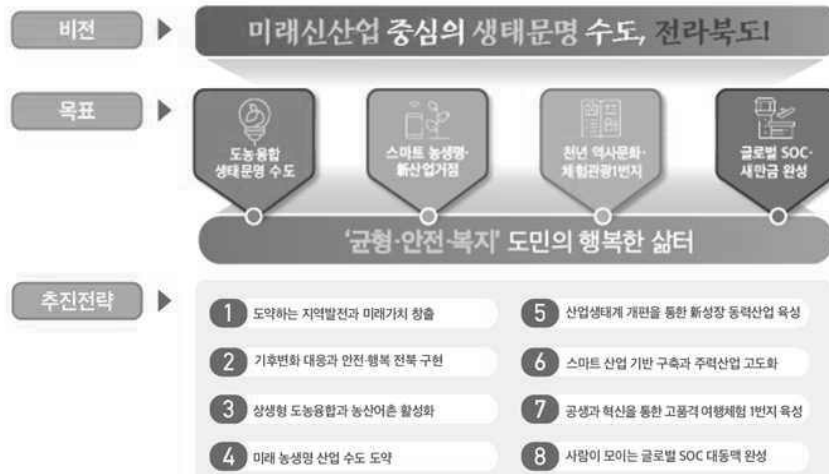 비전
미래신산업 중심의 생태문명 수도, 전라북도!
목표
도농융합
생태문명 수도
스마트 농생명·
新산업거점
천년 역사문화·
체험관광1번지
글로벌 SOC·
새만금 완성
'균형·안전·복지' 도민의 행복한 삶터
추진전략
1 도약하는 지역발전과 미래가치 창출
2 기후변화 대응과 안전·행복 전북 구현
3 상생형 도농융합과 농산어촌 활성화
4 미래 농생명 산업 수도 도약
5 산업생태계 개편을 통한 新성장 동력산업 육성
6 스마트 산업 기반 구축과 주력산업 고도화
7 공생과 혁신을 통한 고품격 여행체험 1번지 육성
8 사람이 모이는 글로벌 SOC 대동맥 완성